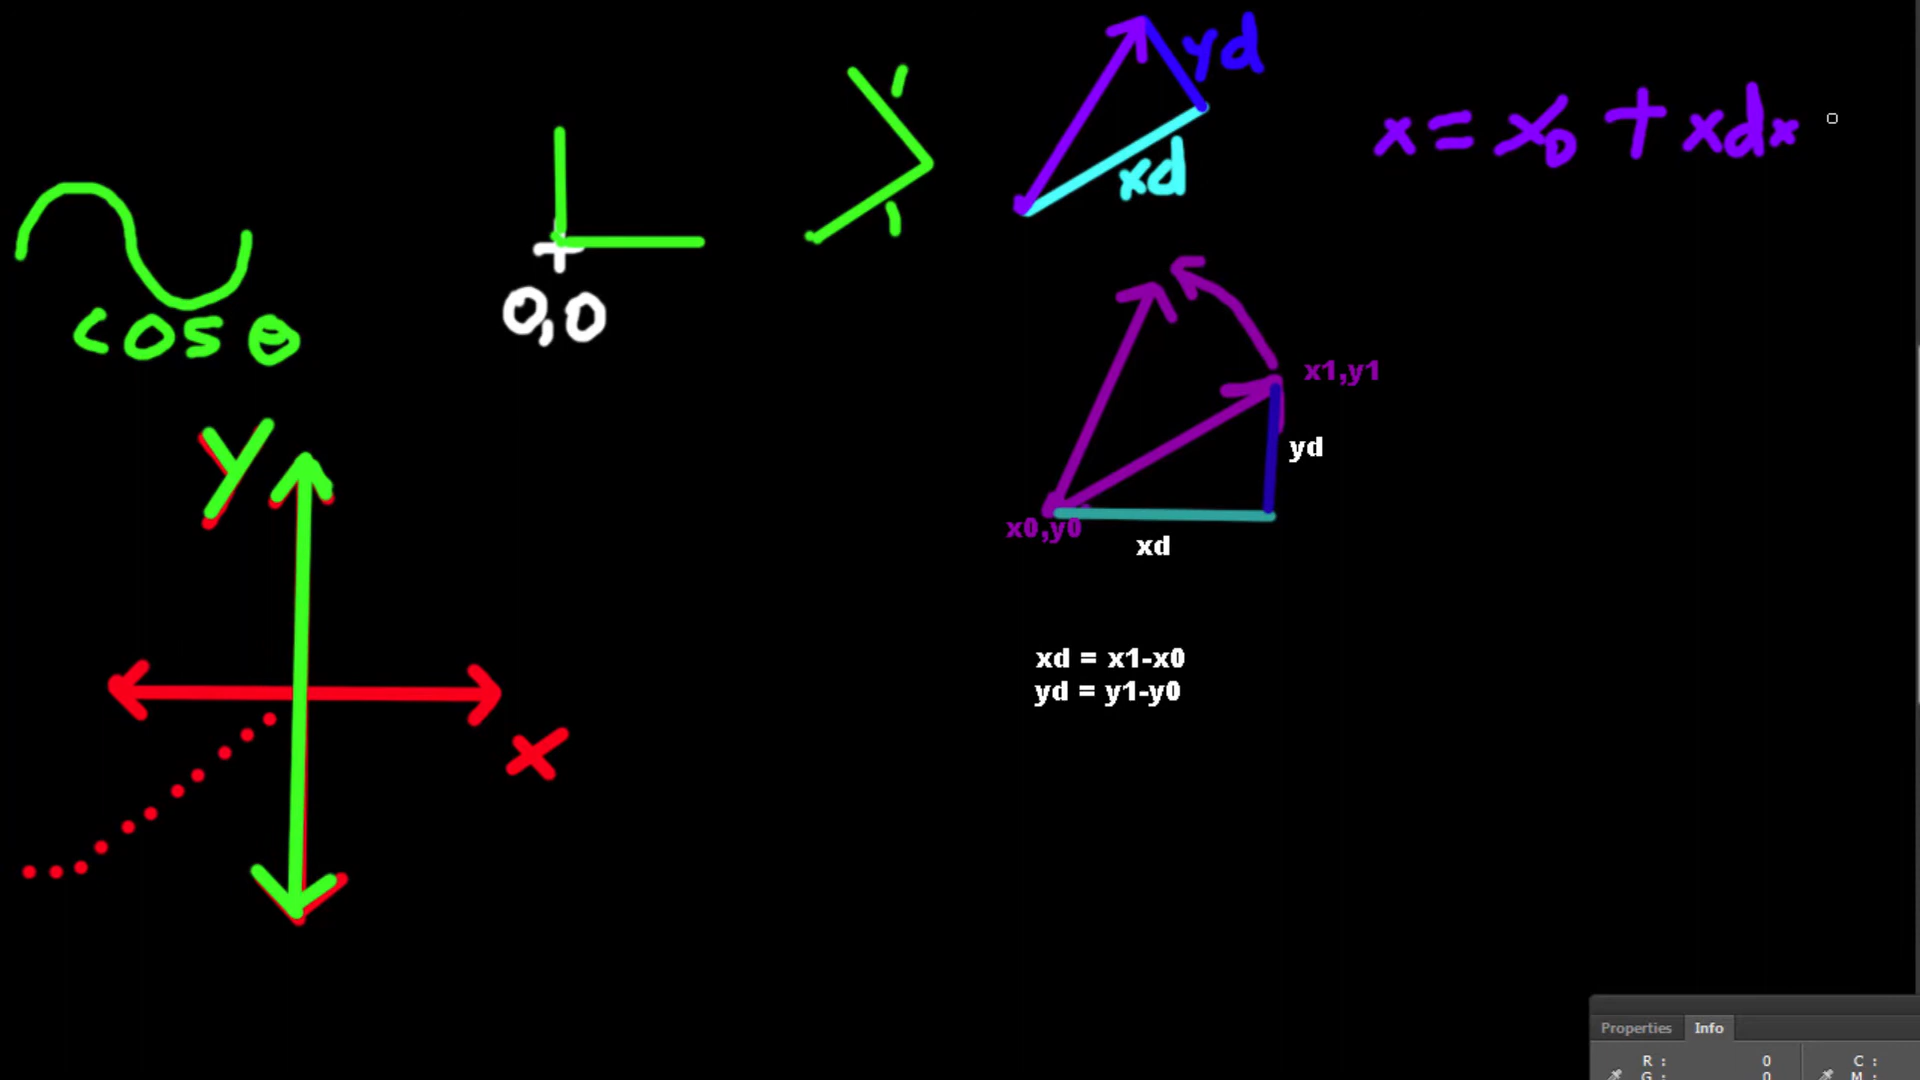 yd
x = x0 + xdx
xd
cos θ
0,0
x1,y1
y
yd
x0,y0
xd
xd = x1-x0
yd = y1-y0
x
Properties Info
R : 0 C :
G : 0 M :